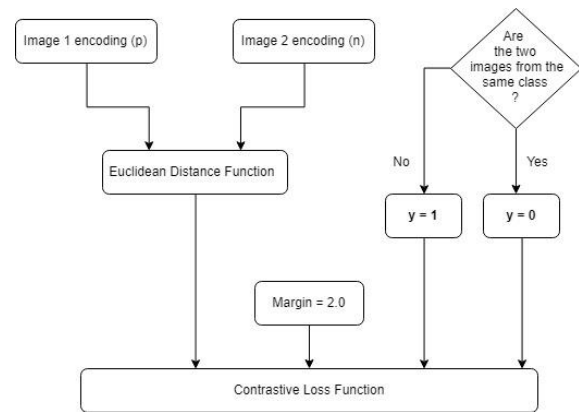 Image 1 encoding (p)
Image 2 encoding (n)
Are
the two
images from the
same class
?
No
Yes
Euclidean Distance Function
y = 1
y = 0
Margin = 2.0
Contrastive Loss Function